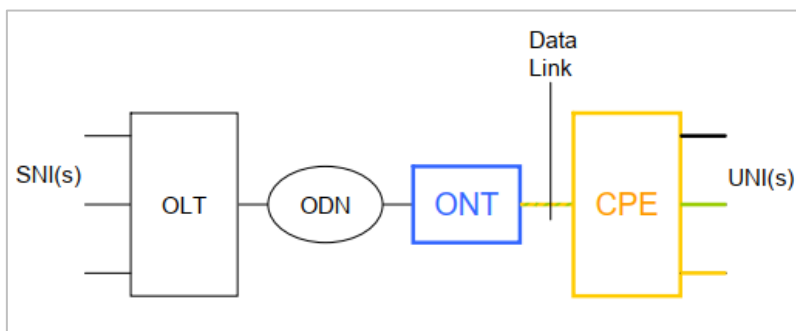 Data
Link
SNI(s)
OLT
ODN
ONT
CPE
UNI(s)